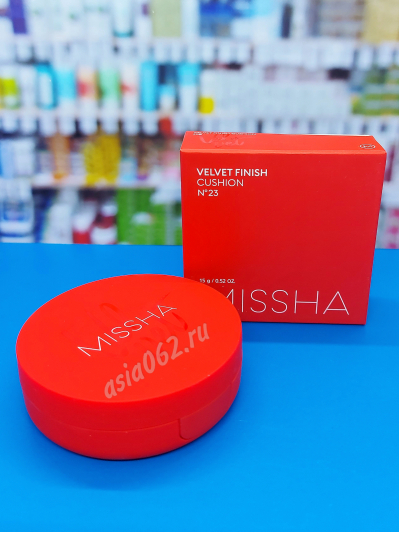 VELVET FINISH
CUSHION
N°23
15 g / 0.52 OZ.
MISSHA
MISSHA
asia062.ru